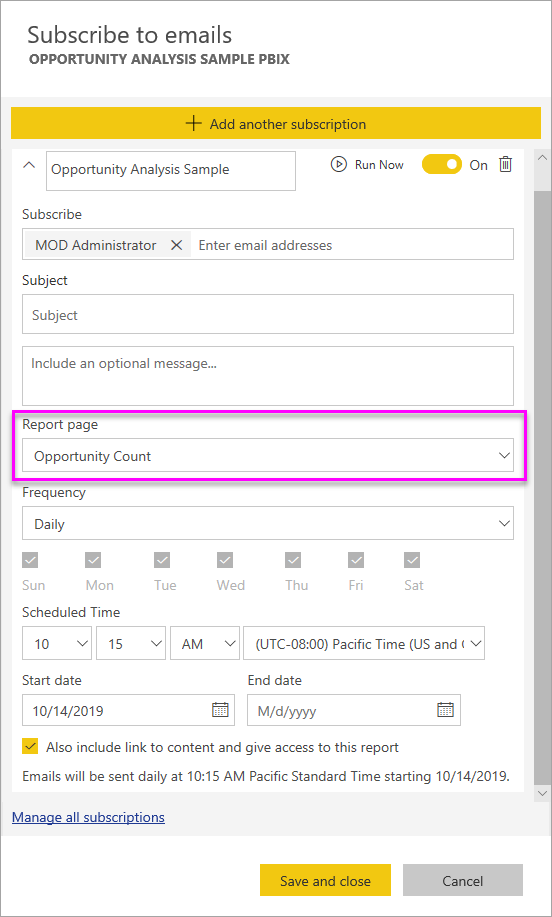 Subscribe to emails
OPPORTUNITY ANALYSIS SAMPLE PBIX
Add another subscription
Opportunity Analysis Sample
Run Now
On
Subscribe
MOD Administrator
Enter email addresses
Subject
Subject
Include an optional message...
Report page
Opportunity Count
Frequency
Daily
Sun Mon Tue Wed Thu Fri Sat
Scheduled Time
10 15 AM (UTC-08:00) Pacific Time (US and
Start date End date
10/14/2019 M/d/yyyy
Also include link to content and give access to this report
Emails will be sent daily at 10:15 AM Pacific Standard Time starting 10/14/2019.
Manage all subscriptions
Save and close Cancel